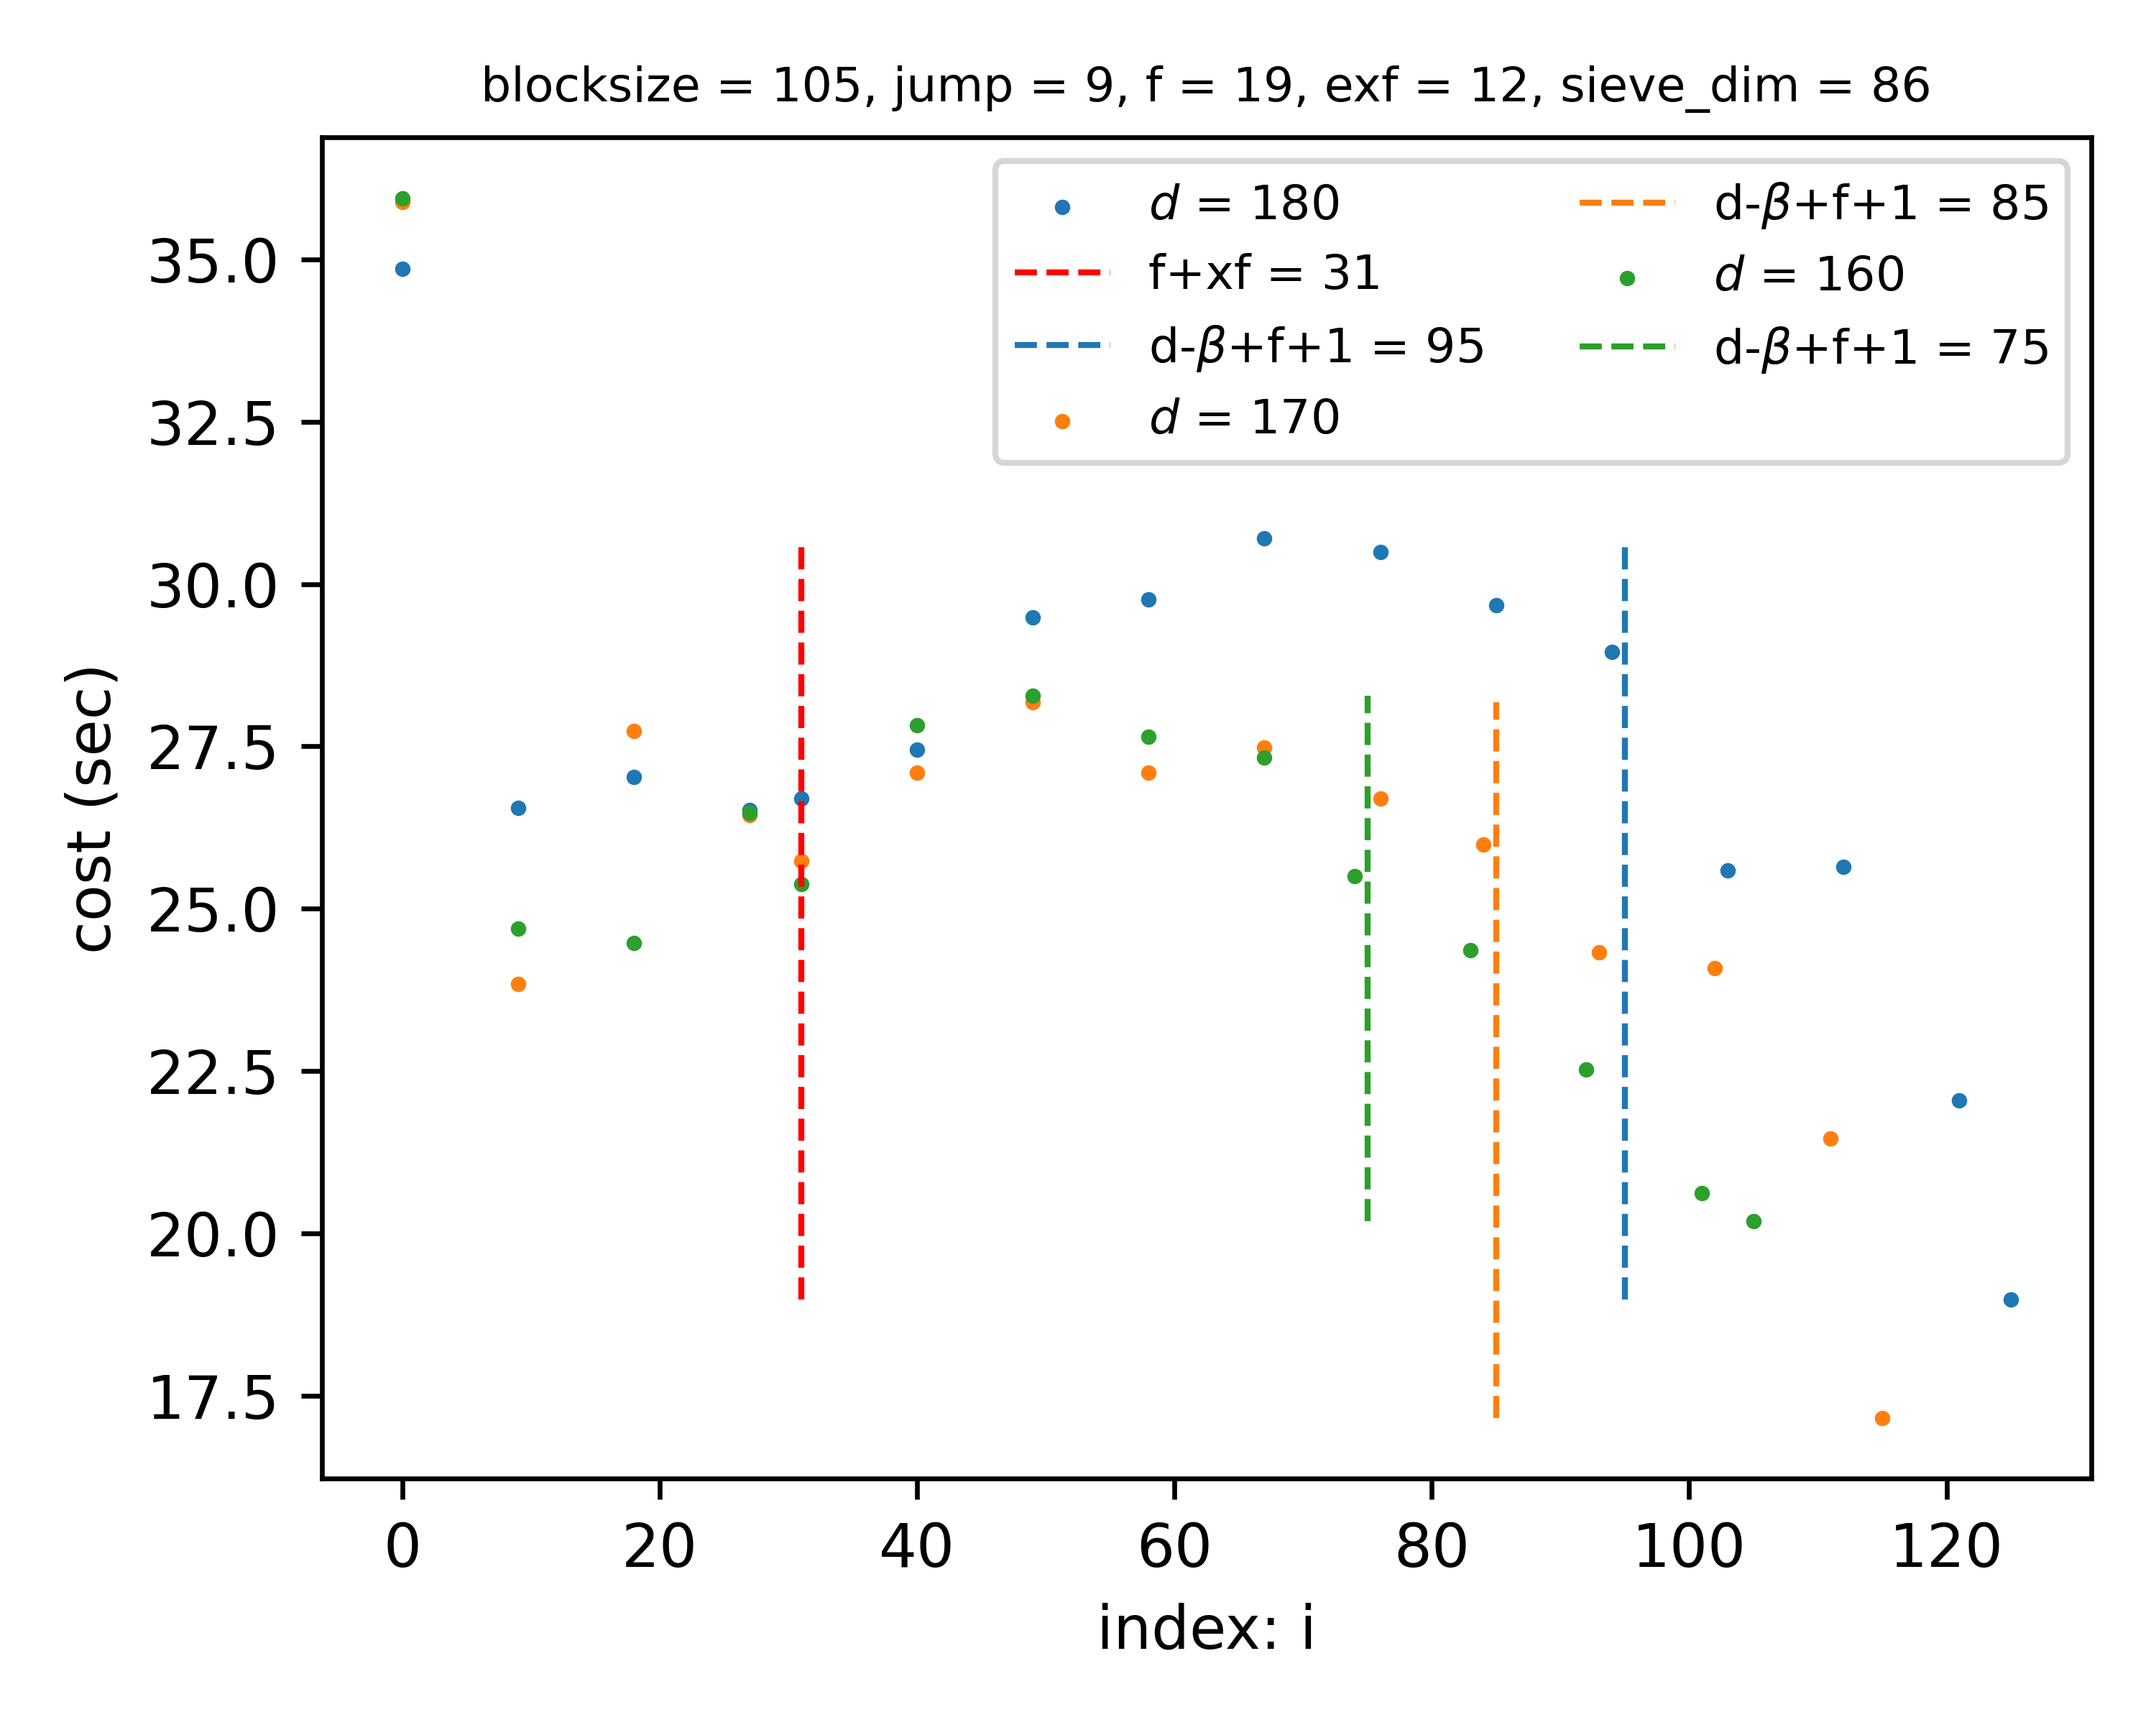 blocksize = 105, jump = 9, f = 19, exf = 12, sieve_dim = 86
d = 180
f+xf = 31
d-β+f+1 = 95
d = 170
d-β+f+1 = 85
d = 160
d-β+f+1 = 75
cost (sec)
35.0
32.5
30.0
27.5
25.0
22.5
20.0
17.5
0 20 40 60 80 100 120
index: i